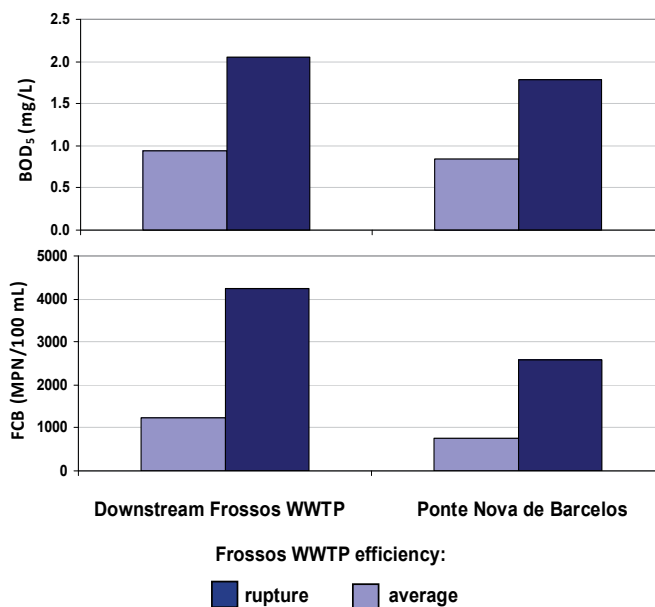 2.5
2.0
1.5
1.0
0.5
0.0
BOD₅ (mg/L)
5000
4000
3000
2000
1000
0
FCB (MPN/100 mL)
Downstream Frossos WWTP Ponte Nova de Barcelos
Frossos WWTP efficiency:
rupture average